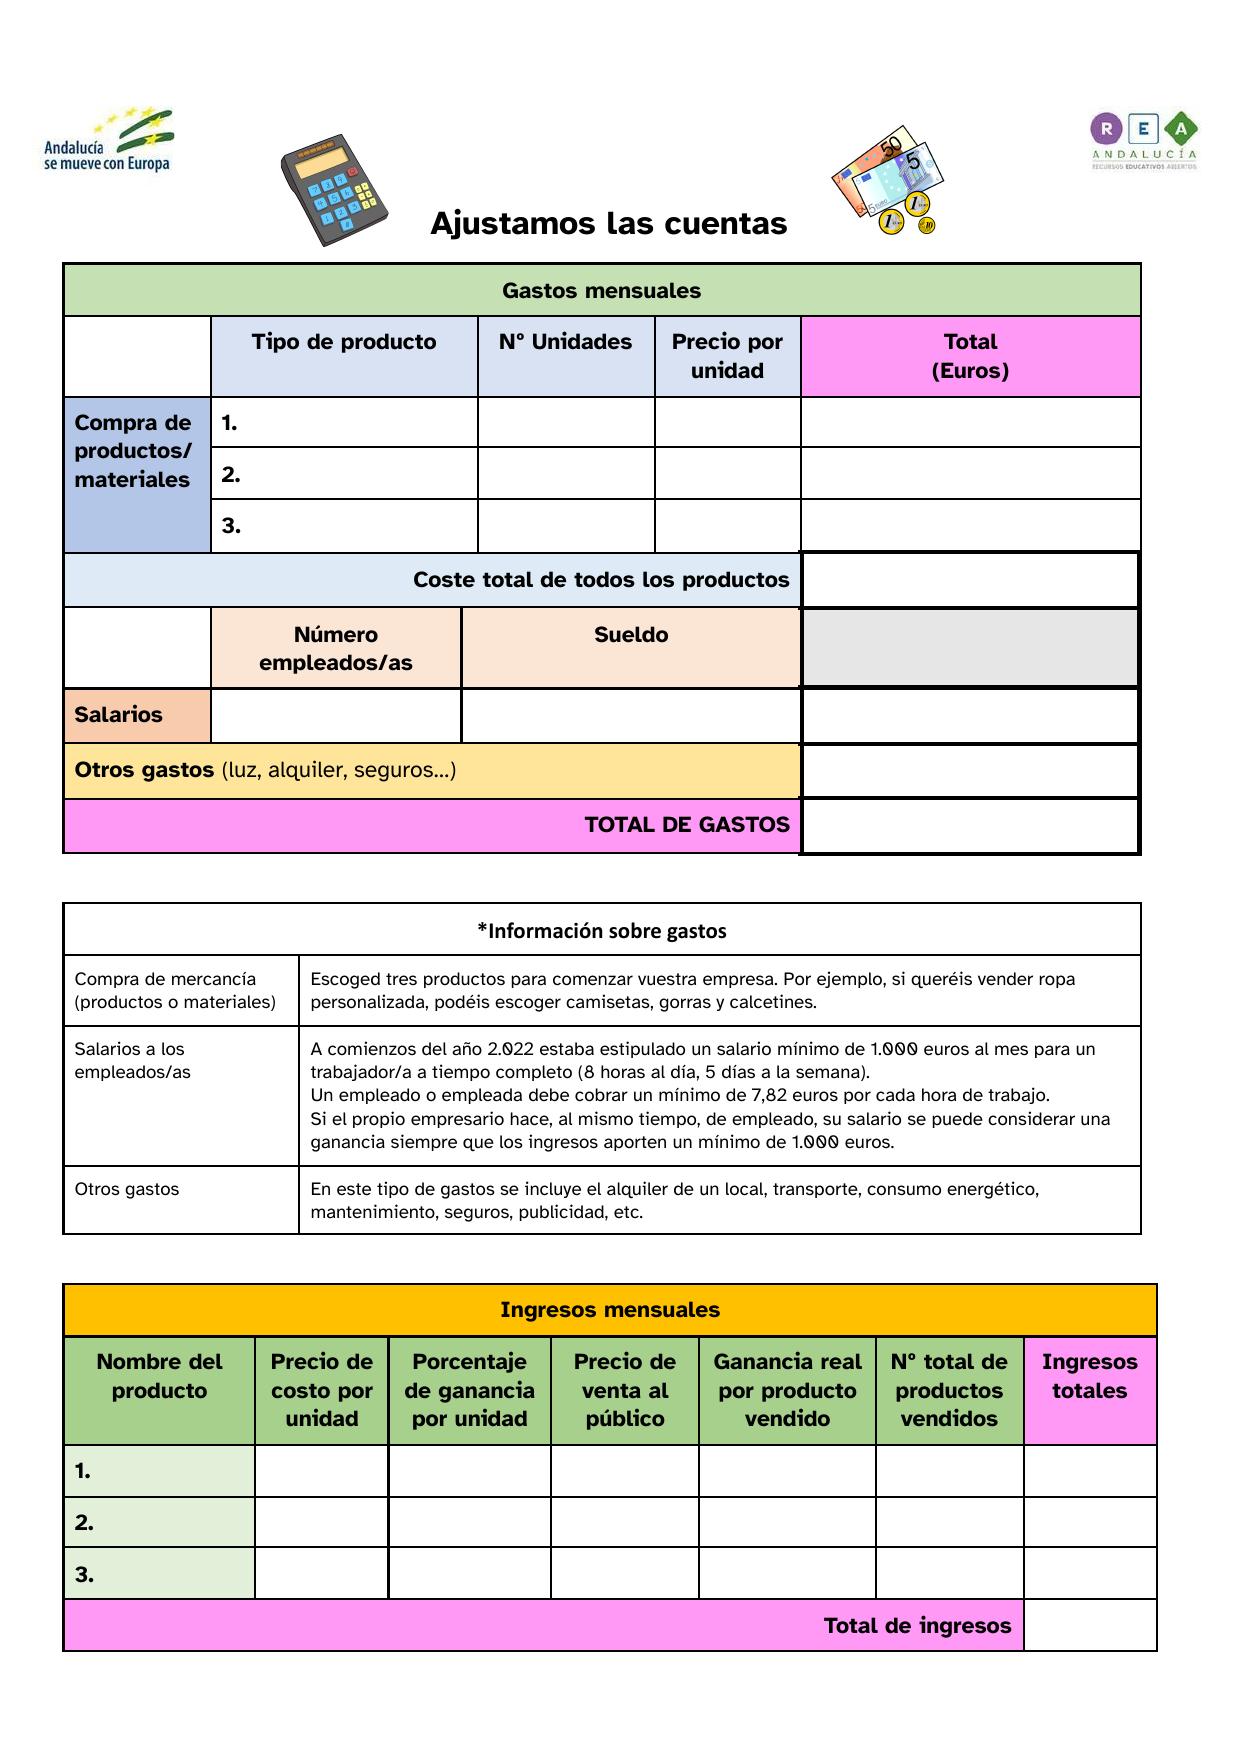 Andalucía
se mueve con Europa
R E A
ANDALUCÍA
RECURSOS EDUCATIVOS ABIERTOS
Ajustamos las cuentas
Gastos mensuales
Tipo de producto
Nº Unidades
Precio por
unidad
Total
(Euros)
Compra de
productos/
materiales
1.
2.
3.
Coste total de todos los productos
Número
empleados/as
Sueldo
Salarios
Otros gastos (luz, alquiler, seguros...)
TOTAL DE GASTOS
*Información sobre gastos
Compra de mercancía
(productos o materiales)
Escoged tres productos para comenzar vuestra empresa. Por ejemplo, si queréis vender ropa
personalizada, podéis escoger camisetas, gorras y calcetines.
Salarios a los
empleados/as
A comienzos del año 2.022 estaba estipulado un salario mínimo de 1.000 euros al mes para un
trabajador/a a tiempo completo (8 horas al día, 5 días a la semana).
Un empleado o empleada debe cobrar un mínimo de 7,82 euros por cada hora de trabajo.
Si el propio empresario hace, al mismo tiempo, de empleado, su salario se puede considerar una
ganancia siempre que los ingresos aporten un mínimo de 1.000 euros.
Otros gastos
En este tipo de gastos se incluye el alquiler de un local, transporte, consumo energético,
mantenimiento, seguros, publicidad, etc.
Ingresos mensuales
Nombre del
producto
Precio de
costo por
unidad
Porcentaje
de ganancia
por unidad
Precio de
venta al
público
Ganancia real
por producto
vendido
Nº total de
productos
vendidos
Ingresos
totales
1.
2.
3.
Total de ingresos